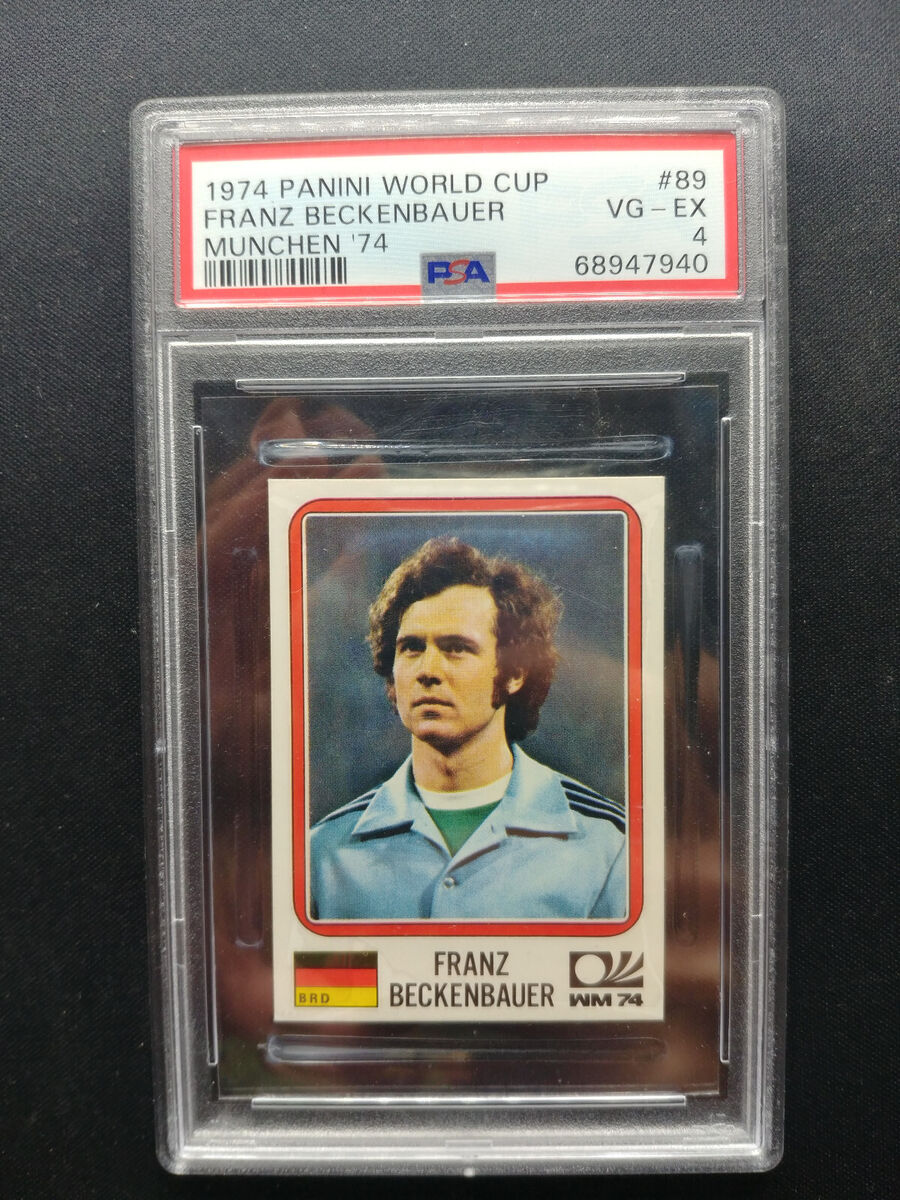 1974 PANINI WORLD CUP #89
FRANZ BECKENBAUER VG - EX
MUNCHEN '74 4
PSA 68947940
BRD
FRANZ
BECKENBAUER
WM 74